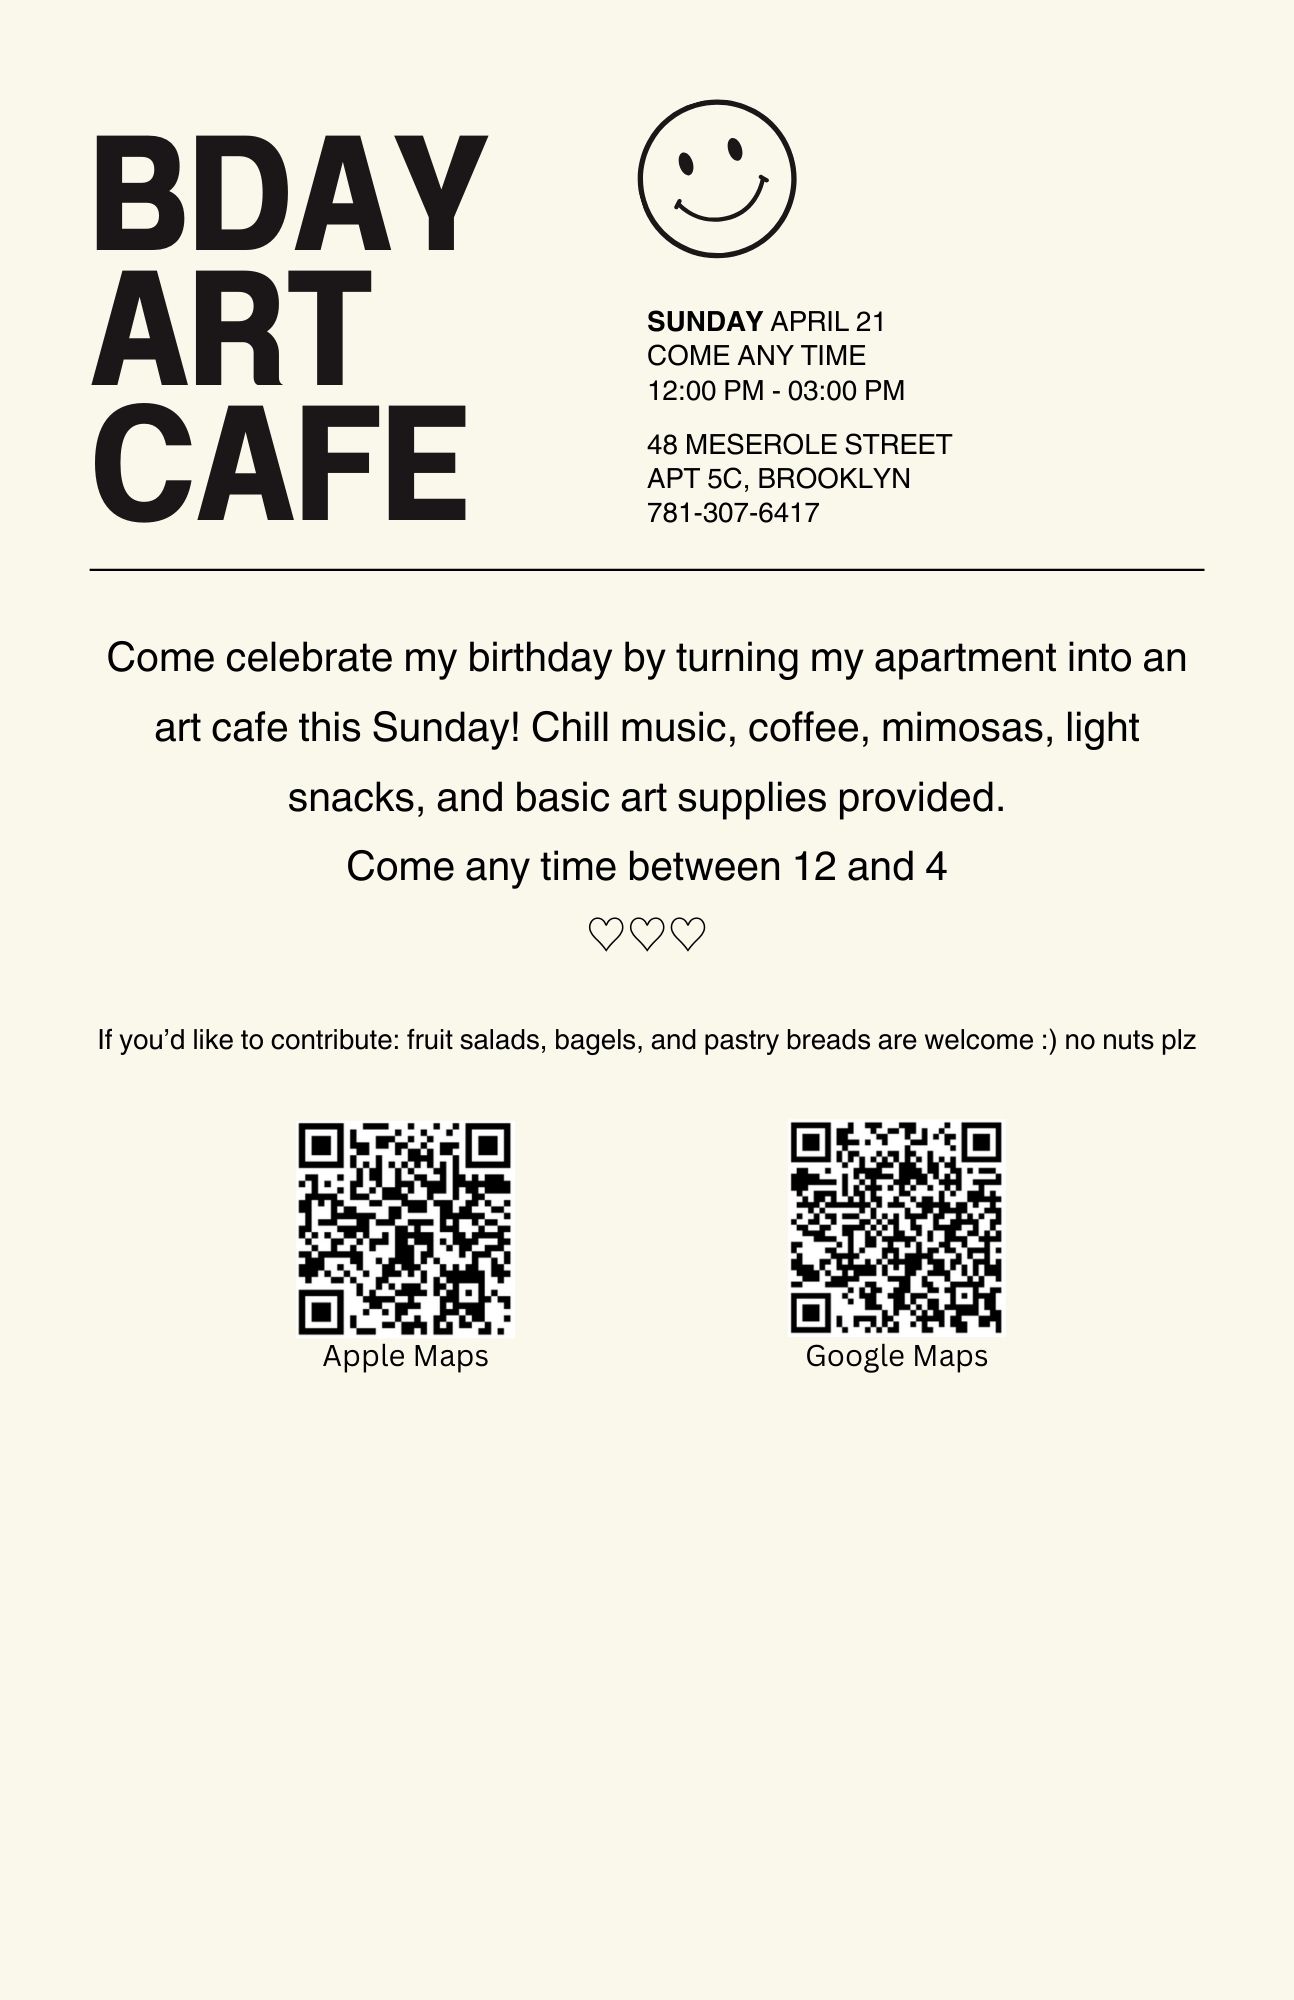 BDAY
ART
CAFE
SUNDAY APRIL 21
COME ANY TIME
12:00 PM - 03:00 PM
48 MESEROLE STREET
APT 5C, BROOKLYN
781-307-6417
Come celebrate my birthday by turning my apartment into an
art cafe this Sunday! Chill music, coffee, mimosas, light
snacks, and basic art supplies provided.
Come any time between 12 and 4
♡♡♡
If you’d like to contribute: fruit salads, bagels, and pastry breads are welcome :) no nuts plz
Apple Maps
Google Maps